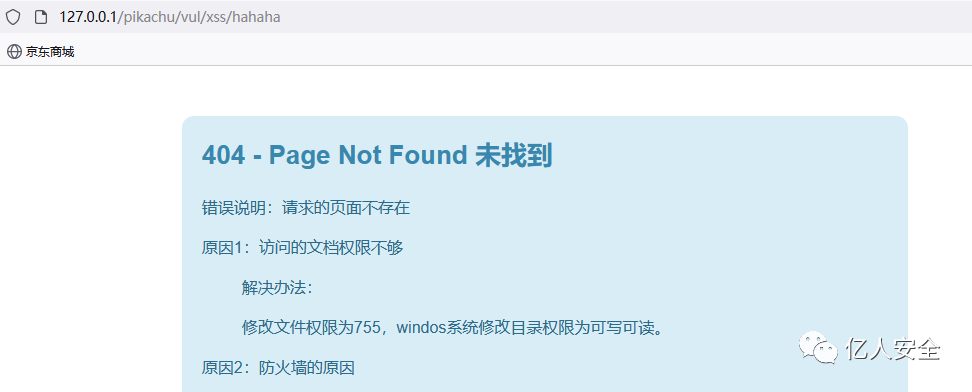 127.0.0.1/pikachu/vul/xss/hahaha
京东商城
404 - Page Not Found 未找到
错误说明：请求的页面不存在
原因1：访问的文档权限不够
解决办法：
修改文件权限为755，windos系统修改目录权限为可写可读。
原因2：防火墙的原因
亿人安全